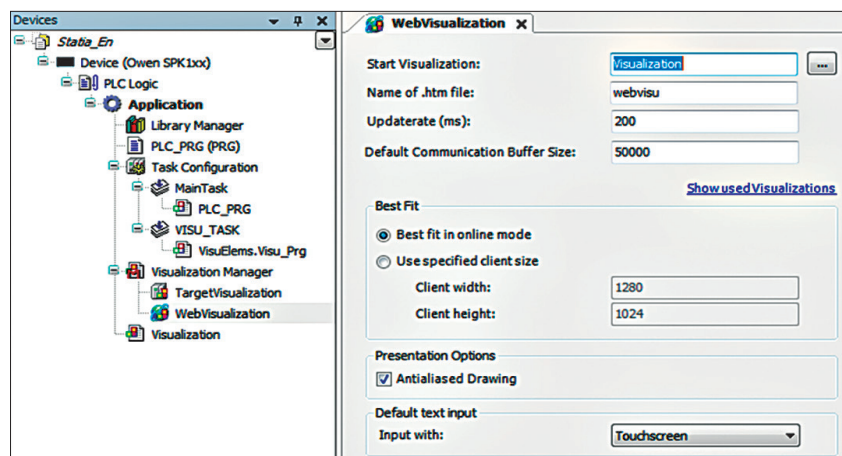 Devices
Statia_En
Device (Owen SPK1xx)
PLC Logic
Application
Library Manager
PLC_PRG (PRG)
Task Configuration
MainTask
PLC_PRG
VISU_TASK
VisuElems.Visu_Prg
Visualization Manager
TargetVisualization
WebVisualization
Visualization
WebVisualization
Start Visualization: Visualization ...
Name of .htm file: webvisu
Updaterate (ms): 200
Default Communication Buffer Size: 50000
Show used Visualizations
Best Fit
Best fit in online mode
Use specified client size
Client width: 1280
Client height: 1024
Presentation Options
Antialiased Drawing
Default text input
Input with: Touchscreen